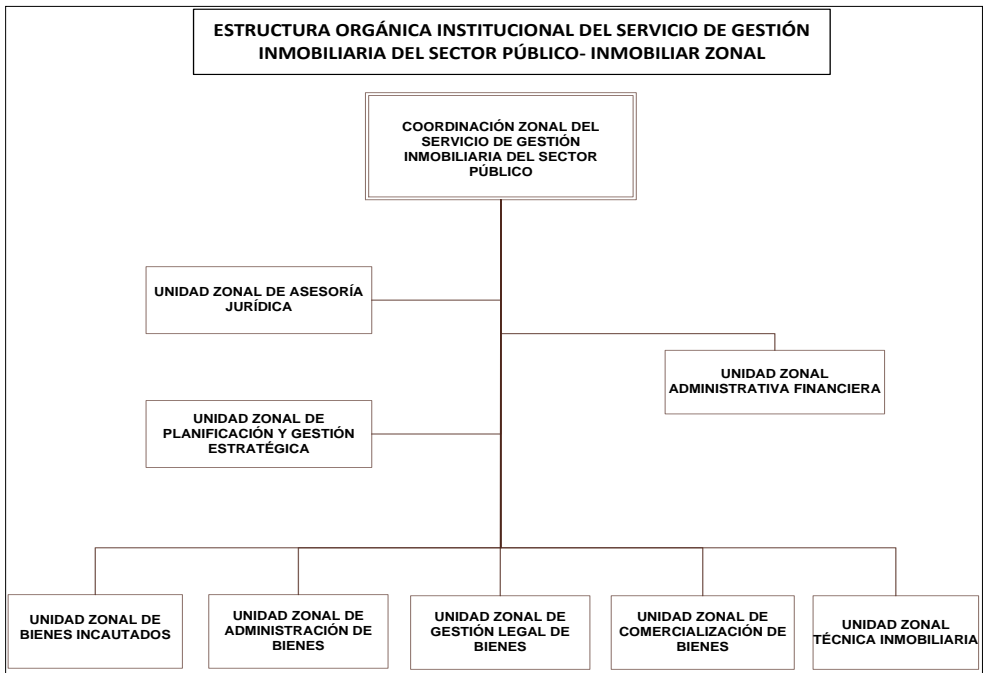 ESTRUCTURA ORGÁNICA INSTITUCIONAL DEL SERVICIO DE GESTIÓN
INMOBILIARIA DEL SECTOR PÚBLICO- INMOBILIAR ZONAL
COORDINACIÓN ZONAL DEL
SERVICIO DE GESTIÓN
INMOBILIARIA DEL SECTOR
PÚBLICO
UNIDAD ZONAL DE ASESORÍA
JURÍDICA
UNIDAD ZONAL
ADMINISTRATIVA FINANCIERA
UNIDAD ZONAL DE
PLANIFICACIÓN Y GESTIÓN
ESTRATÉGICA
UNIDAD ZONAL DE
BIENES INCAUTADOS
UNIDAD ZONAL DE
ADMINISTRACIÓN DE
BIENES
UNIDAD ZONAL DE
GESTIÓN LEGAL DE
BIENES
UNIDAD ZONAL DE
COMERCIALIZACIÓN DE
BIENES
UNIDAD ZONAL
TÉCNICA INMOBILIARIA